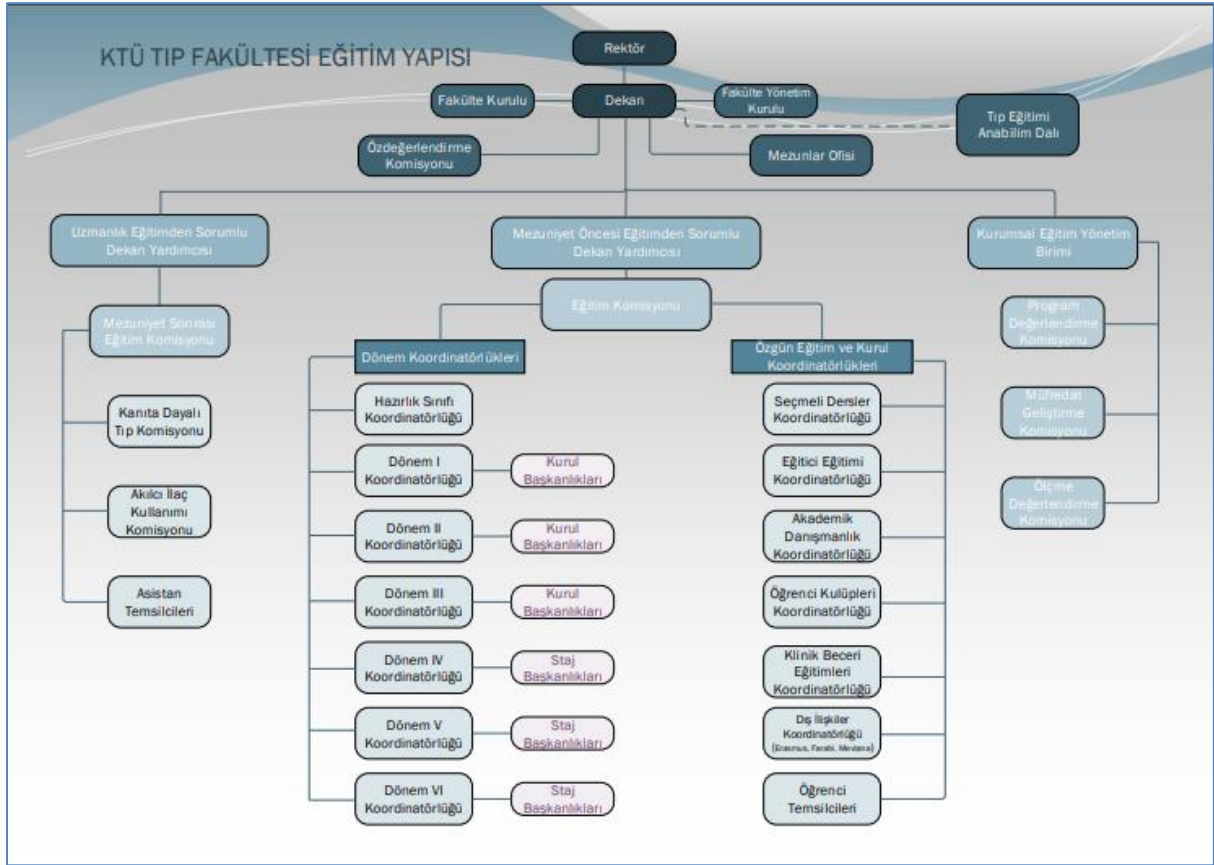 KTÜ TIP FAKÜLTESİ EĞİTİM YAPISI
Rektör
Fakülte Kurulu
Dekan
Fakülte Yönetim
Kurulu
Tıp Eğitimi
Anabilim Dalı
Özdeğerlendirme
Komisyonu
Mezunlar Ofisi
Uzmanlık Eğitimden Sorumlu
Dekan Yardımcısı
Mezuniyet Öncesi Eğitimden Sorumlu
Dekan Yardımcısı
Kurumsal Eğitim Yönetim
Birimi
Mezuniyet Sonrası
Eğitim Komisyonu
Kanıta Dayalı
Tıp Komisyonu
Akılcı İlaç
Kullanımı
Komisyonu
Asistan
Temsilcileri
Eğitim Komisyonu
Dönem Koordinatörlükleri
Hazırlık Sınıfı
Koordinatörlüğü
Dönem I
Koordinatörlüğü
Kurul
Başkanlıkları
Dönem II
Koordinatörlüğü
Kurul
Başkanlıkları
Dönem III
Koordinatörlüğü
Kurul
Başkanlıkları
Dönem IV
Koordinatörlüğü
Staj
Başkanlıkları
Dönem V
Koordinatörlüğü
Staj
Başkanlıkları
Dönem VI
Koordinatörlüğü
Staj
Başkanlıkları
Özgün Eğitim ve Kurul
Koordinatörlükleri
Seçmeli Dersler
Koordinatörlüğü
Eğitici Eğitimi
Koordinatörlüğü
Akademik
Danışmanlık
Koordinatörlüğü
Öğrenci Kulüpleri
Koordinatörlüğü
Klinik Beceri
Eğitimleri
Koordinatörlüğü
Dış İlişkiler
Koordinatörlüğü
(Erasmus, Farabi, Mevlana)
Öğrenci
Temsilcileri
Program
Değerlendirme
Komisyonu
Müfredat
Geliştirme
Komisyonu
Ölçme
Değerlendirme
Komisyonu